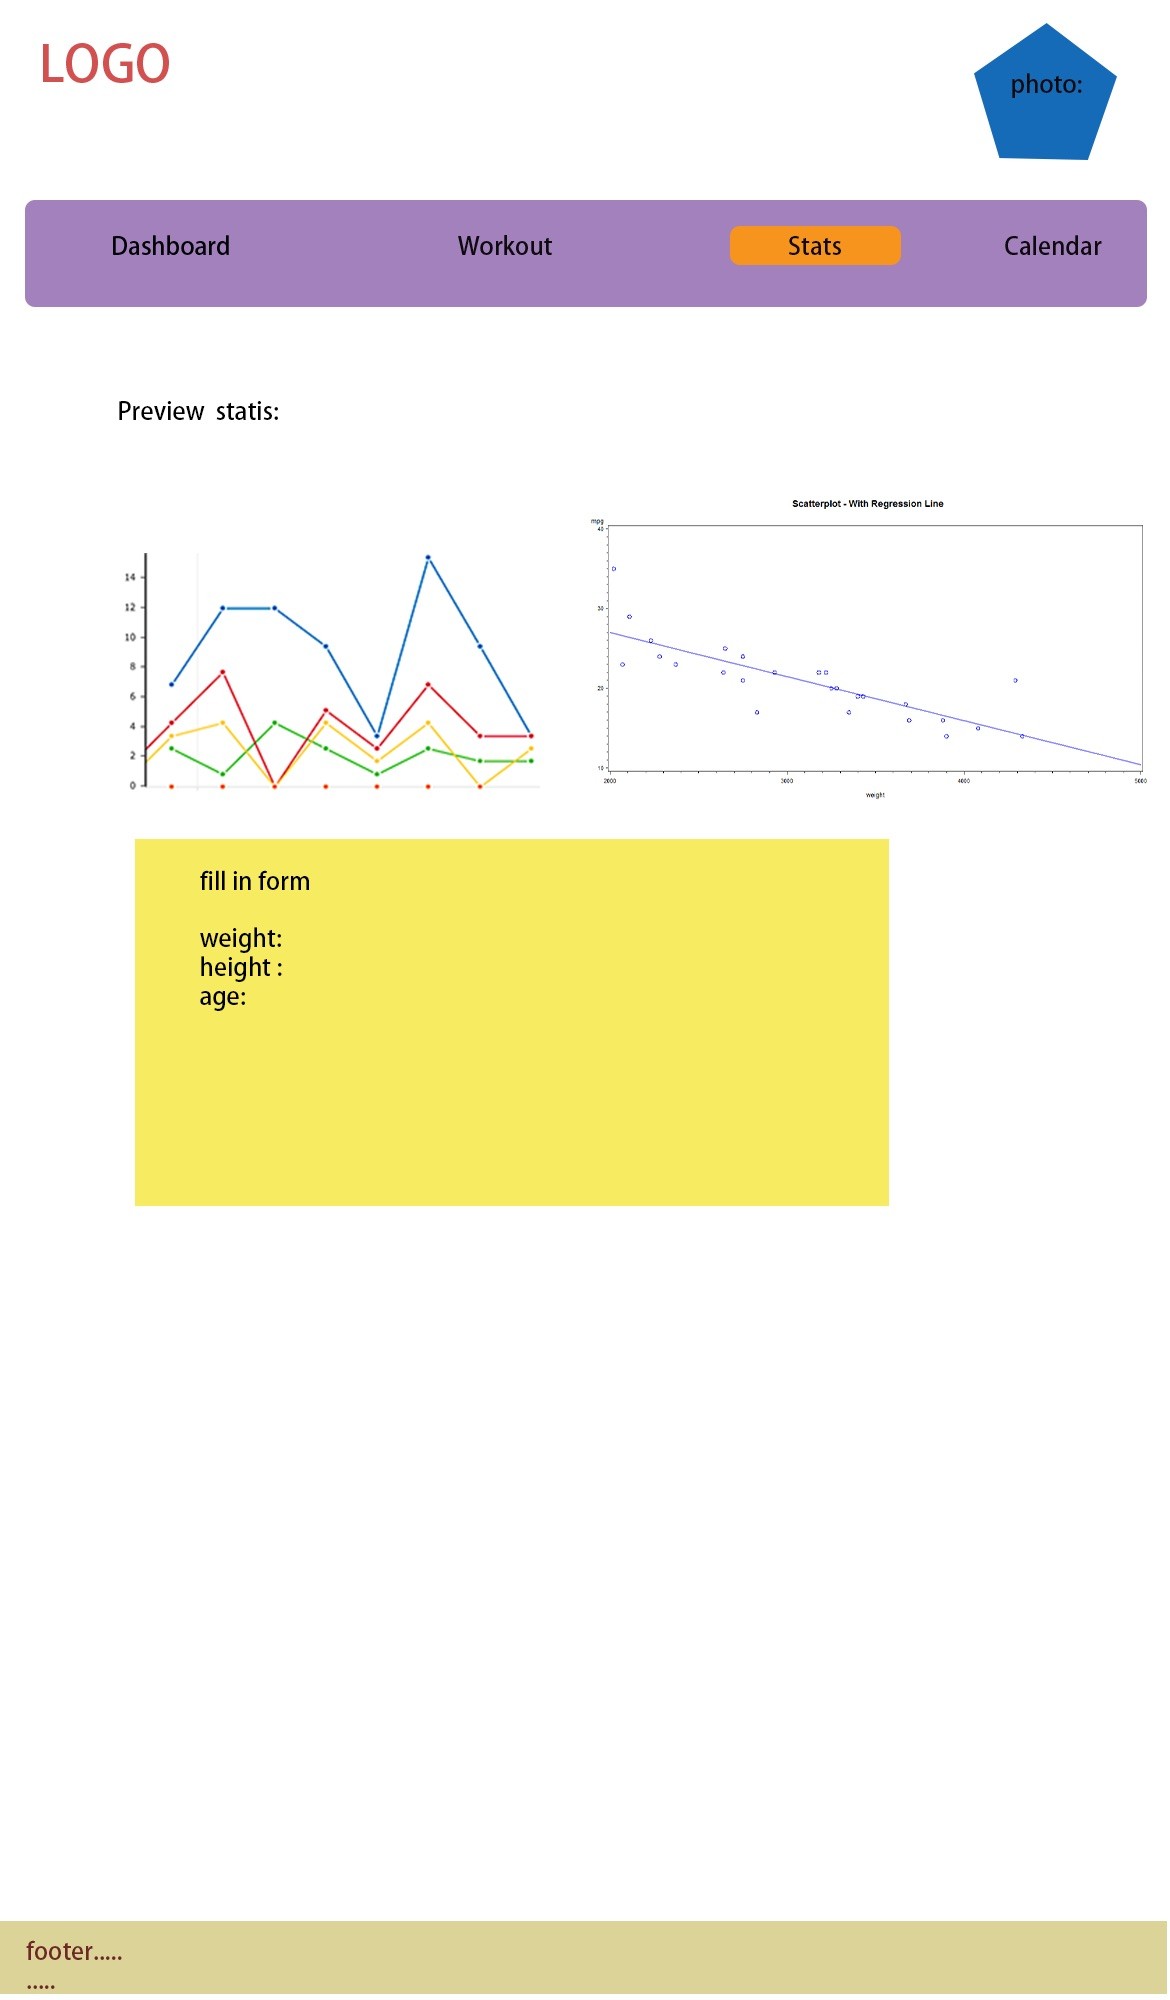 LOGO
photo:
Dashboard Workout Stats Calendar
Preview statis:
Scatterplot - With Regression Line
mpg
40
30
20
10
2000 3000 4000 5000
weight
14
12
10
8
6
4
2
0
fill in form
weight:
height :
age:
footer.....
.....